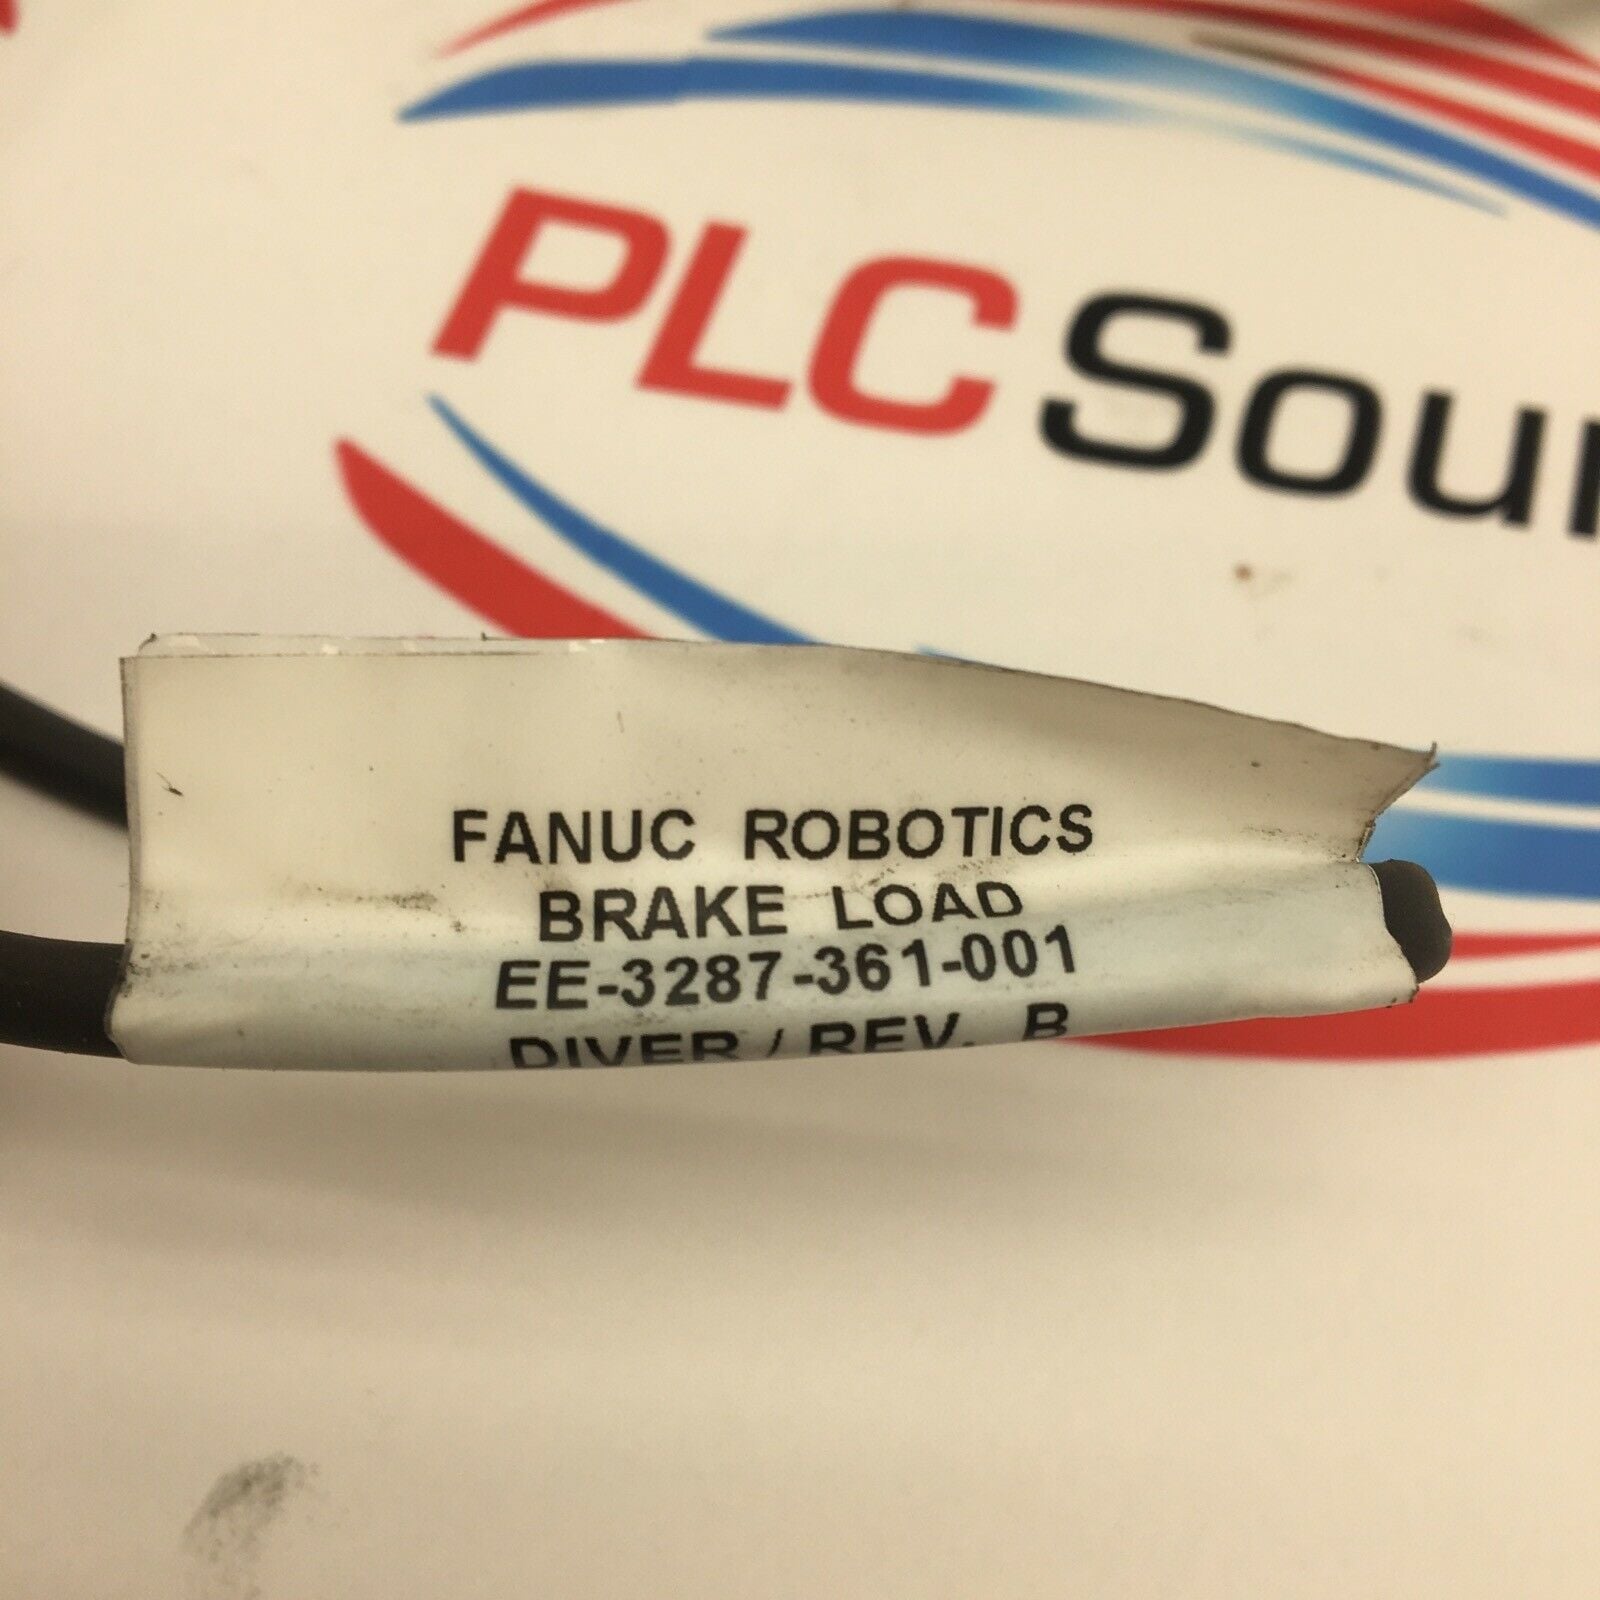 PLC Sour
FANUC ROBOTICS
BRAKE LOAD
EE-3287-361-001
DIVER / REV. B